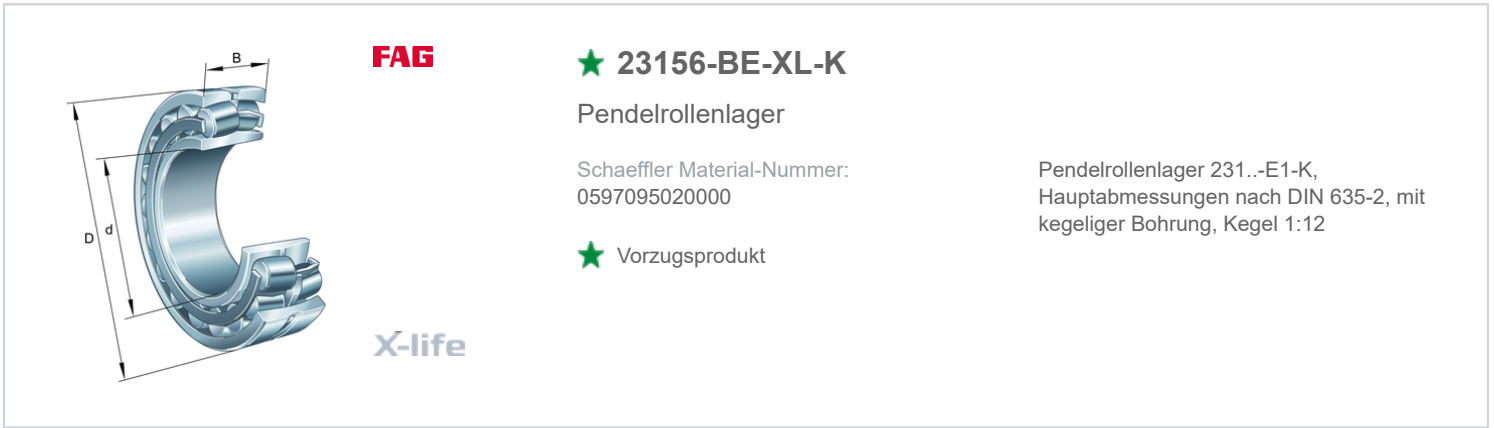 B
D
d
FAG
X-life
23156-BE-XL-K
Pendelrollenlager
Schaeffler Material-Nummer:
0597095020000
Vorzugsprodukt
Pendelrollenlager 231..-E1-K,
Hauptabmessungen nach DIN 635-2, mit
kegeliger Bohrung, Kegel 1:12